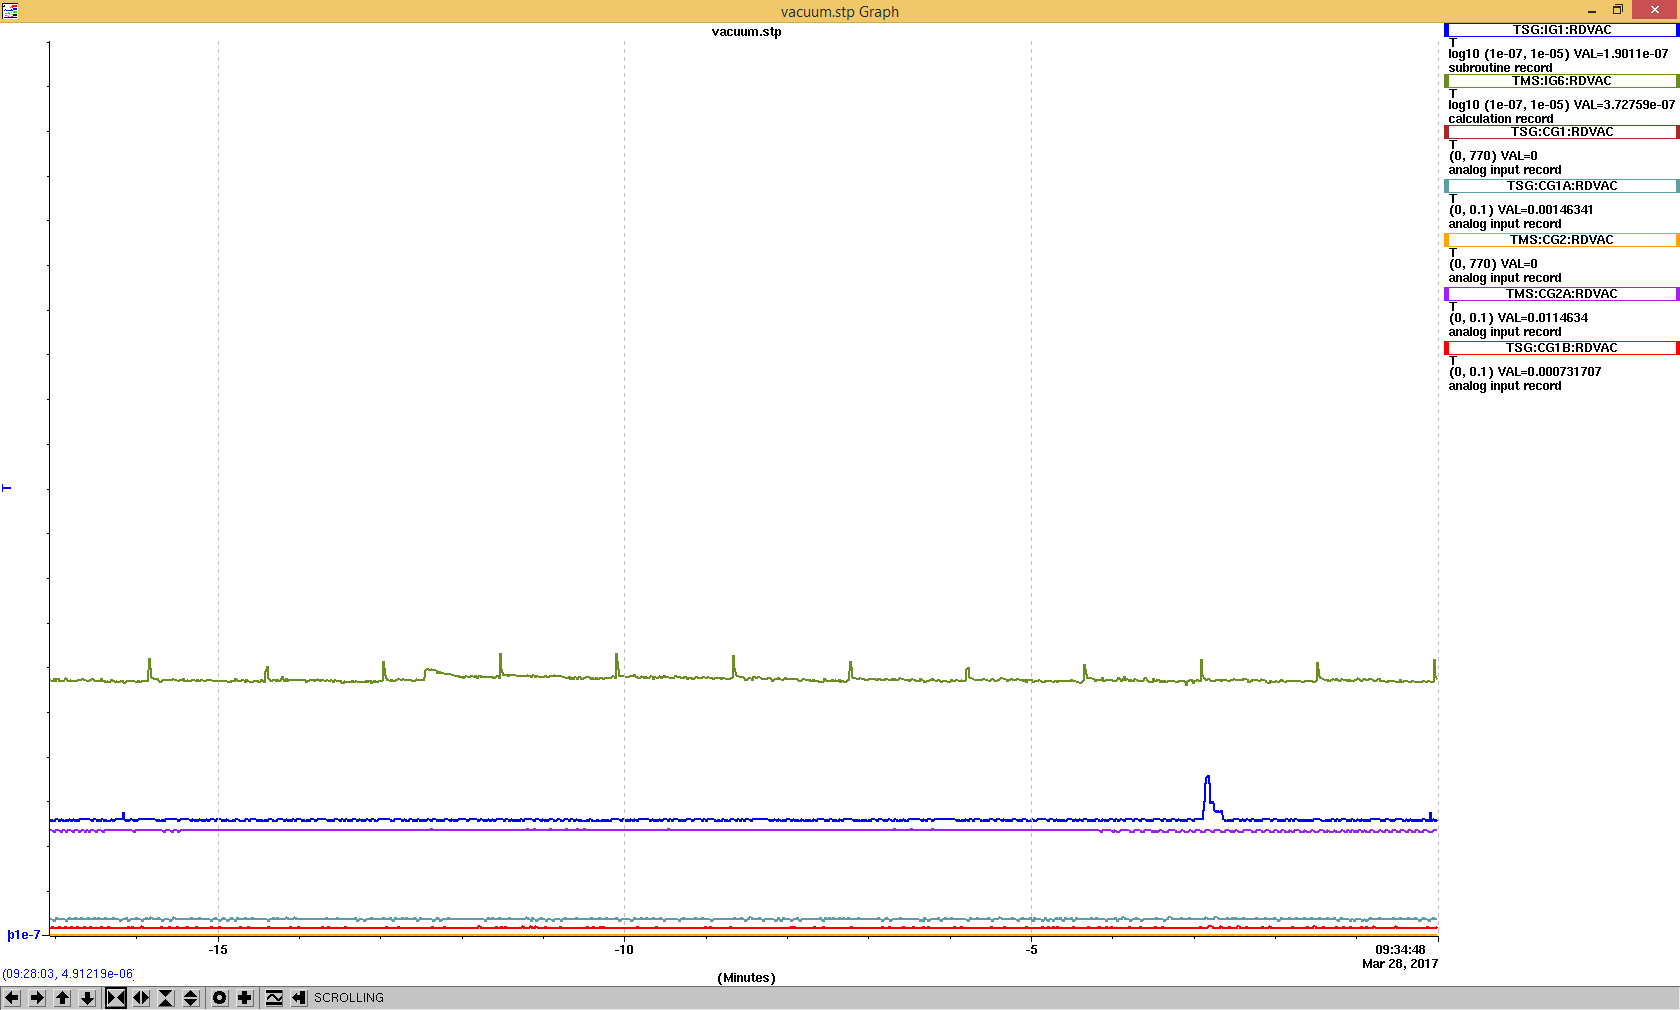 vacuum.stp Graph
vacuum.stp
TSG:IG1:RDVAC
T
log10 (1e-07, 1e-05) VAL=1.9011e-07
subroutine record
TMS:IG6:RDVAC
T
log10 (1e-07, 1e-05) VAL=3.72759e-07
calculation record
TSG:CG1:RDVAC
T
(0, 770) VAL=0
analog input record
TSG:CG1A:RDVAC
T
(0, 0.1) VAL=0.00146341
analog input record
TMS:CG2:RDVAC
T
(0, 770) VAL=0
analog input record
TMS:CG2A:RDVAC
T
(0, 0.1) VAL=0.0114634
analog input record
TSG:CG1B:RDVAC
T
(0, 0.1) VAL=0.000731707
analog input record
T
1e-7
-15
-10
-5
09:34:48
Mar 28, 2017
(Minutes)
(09:28:03, 4.91219e-06)
SCROLLING